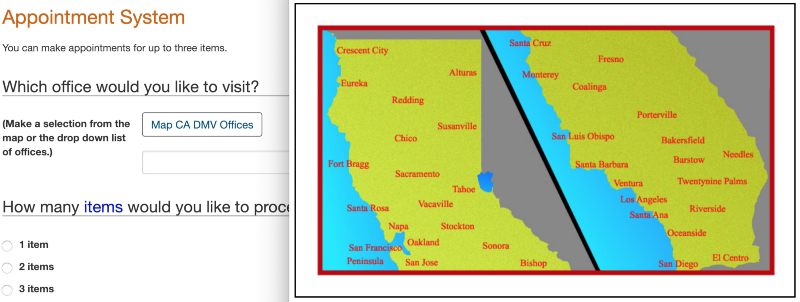 Appointment System
You can make appointments for up to three items.
Which office would you like to visit?
(Make a selection from the
map or the drop down list
of offices.)
Map CA DMV Offices
How many items would you like to proce
1 item
2 items
3 items
Crescent City
Alturas
Eureka
Redding
Susanville
Chico
Fort Bragg
Sacramento
Tahoe
Santa Rosa
Vacaville
Napa
Stockton
San Francisco
Oakland
Sonora
Peninsula
San Jose
Bishop
Santa Cruz
Fresno
Monterey
Coalinga
Porterville
San Luis Obispo
Bakersfield
Needles
Santa Barbara
Barstow
Ventura
Twentynine Palms
Los Angeles
Santa Ana
Riverside
Oceanside
San Diego
El Centro